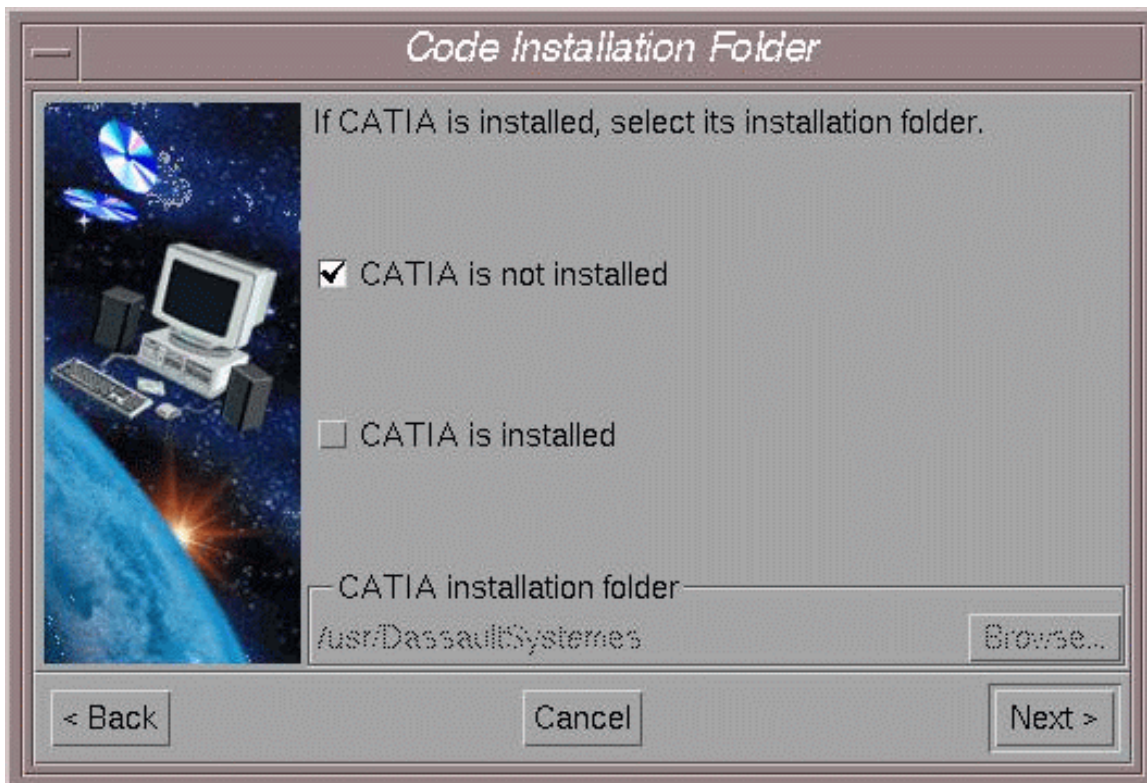 Code Installation Folder
If CATIA is installed, select its installation folder.
CATIA is not installed
CATIA is installed
CATIA installation folder
/usr/DassaultSystemes
Browse...
< Back
Cancel
Next >